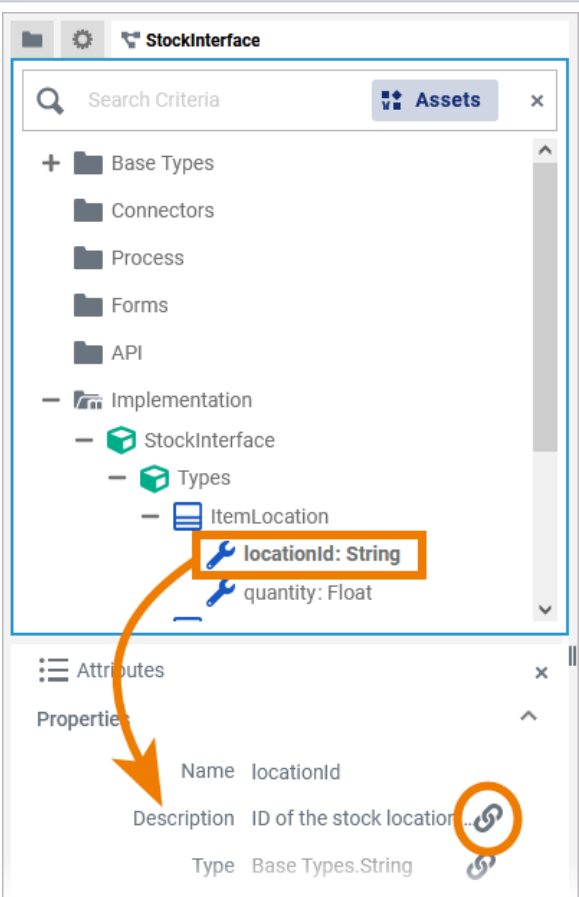 StockInterface
Search Criteria
Assets
Base Types
Connectors
Process
Forms
API
Implementation
StockInterface
Types
ItemLocation
locationId: String
quantity: Float
Attributes
Properties
Name locationId
Description ID of the stock location...
Type Base Types.String